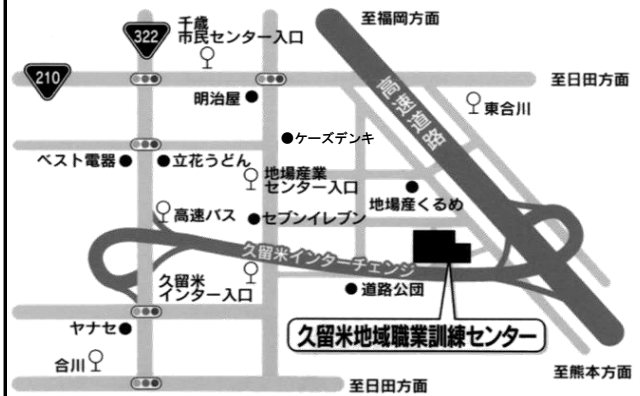 至福岡方面
千歳
市民センター入口
322
210
至日田方面
明治屋
高速道路
東合川
ケーズデンキ
ベスト電器
立花うどん
地場産業
センター入口
地場産くるめ
高速バス
セブンイレブン
久留米インターチェンジ
久留米
インター入口
道路公団
ヤナセ
久留米地域職業訓練センター
合川
至日田方面
至熊本方面